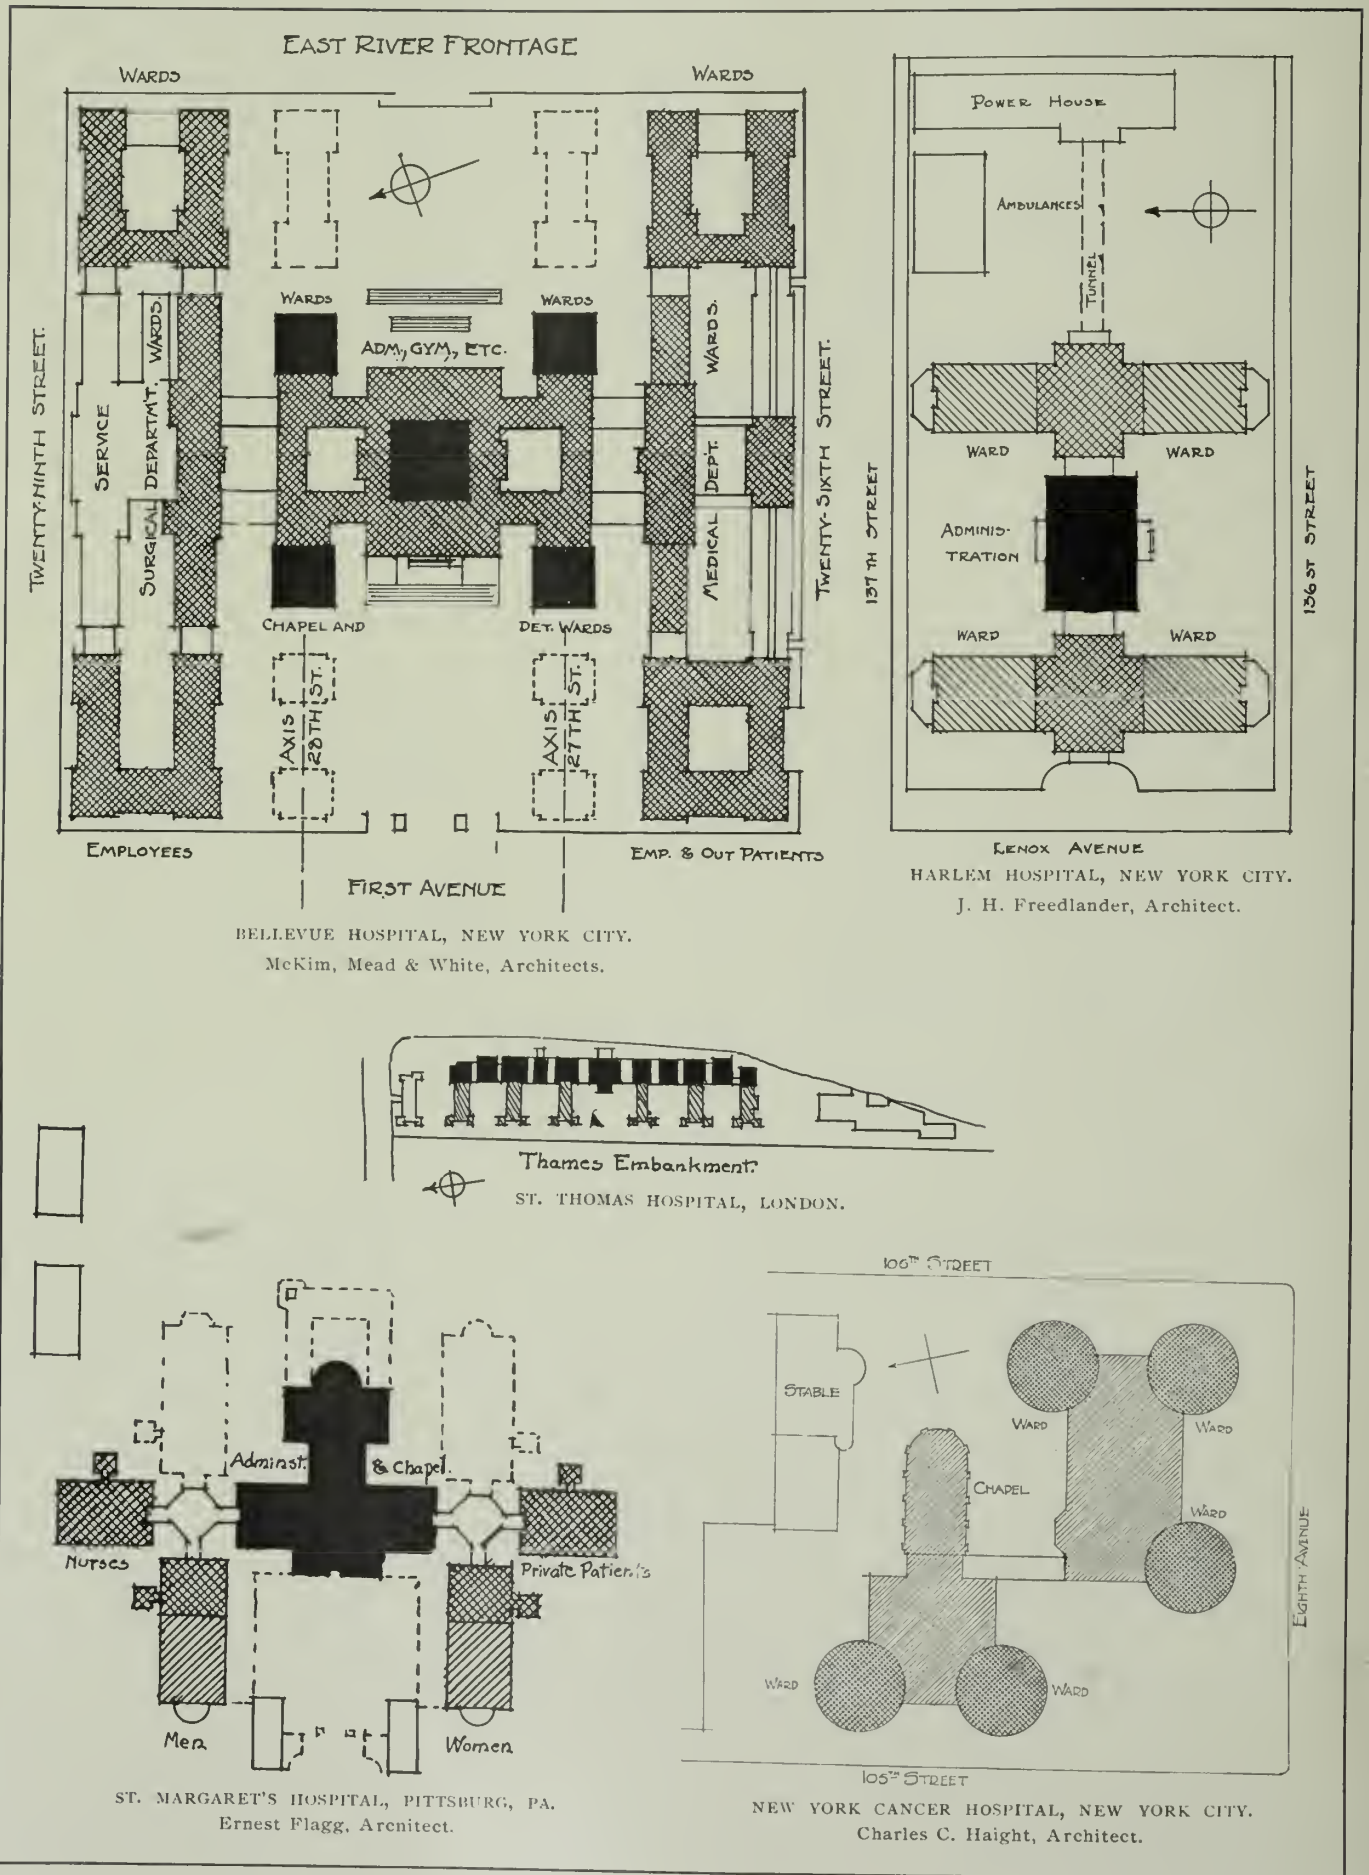 EAST RIVER FRONTAGE
WARDS
WARDS
WARDS
WARDS
ADM., GYM., ETC.
TWENTY-NINTH STREET.
SERVICE
SURGICAL DEPARTM'T.
WARDS.
MEDICAL DEPT.
WARDS.
TWENTY-SIXTH STREET.
CHAPEL AND
DET. WARDS
AXIS
28TH ST.
AXIS
27TH ST.
EMPLOYEES
EMP. & OUT PATIENTS
FIRST AVENUE
BELLEVUE HOSPITAL, NEW YORK CITY.
McKim, Mead & White, Architects.
POWER HOUSE
AMBULANCES
TUNNEL
WARD
WARD
ADMINIS-
TRATION
137TH STREET
136 ST STREET
WARD
WARD
LENOX AVENUE
HARLEM HOSPITAL, NEW YORK CITY.
J. H. Freedlander, Architect.
Thames Embankment.
ST. THOMAS HOSPITAL, LONDON.
Adminst. & Chapel.
Nurses
Private Patients
Men
Women
ST. MARGARET'S HOSPITAL, PITTSBURG, PA.
Ernest Flagg, Architect.
106TH STREET
STABLE
WARD
WARD
CHAPEL
WARD
EIGHTH AVENUE
WARD
WARD
105TH STREET
NEW YORK CANCER HOSPITAL, NEW YORK CITY.
Charles C. Haight, Architect.